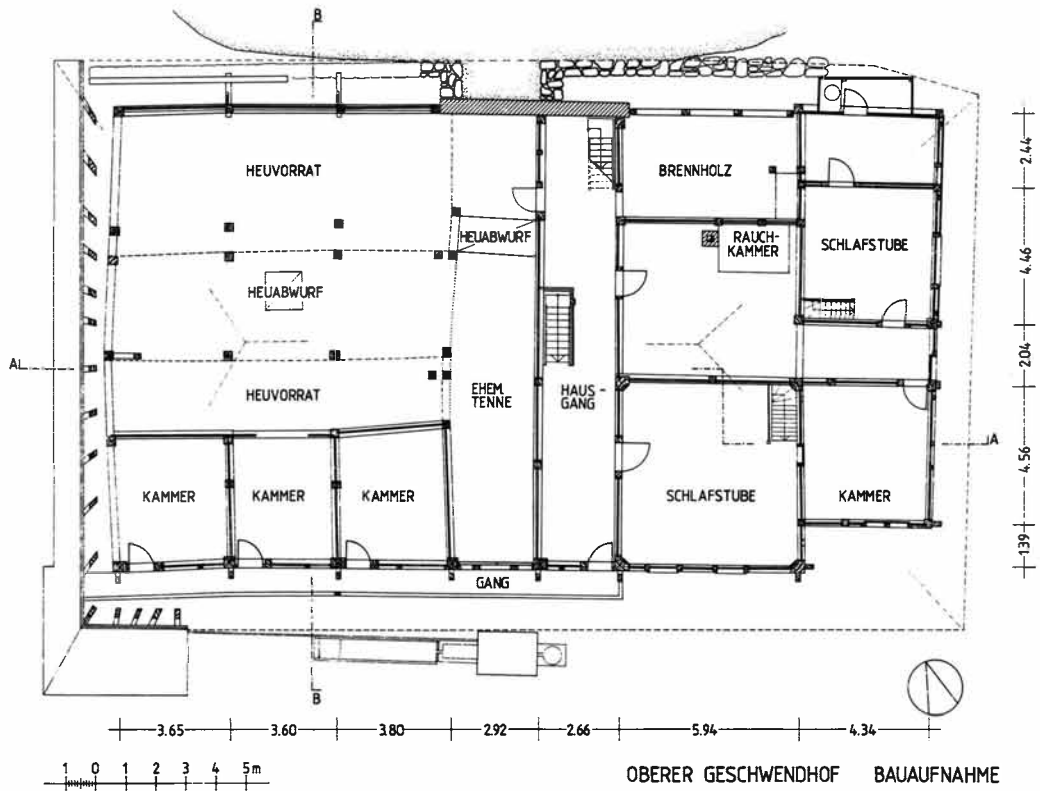 B
HEUVORRAT
BRENNHOLZ
2.44
HEUABWURF
RAUCH-
KAMMER
SCHLAFSTUBE
4.46
HEUABWURF
A
204
HEUVORRAT
EHEM.
TENNE
HAUS-
GANG
A
KAMMER
KAMMER
KAMMER
SCHLAFSTUBE
KAMMER
4.56
139
GANG
B
3.65 3.60 3.80 2.92 2.66 5.94 4.34
1 0 1 2 3 4 5m
OBERER GESCHWENDHOF BAUAUFNAHME